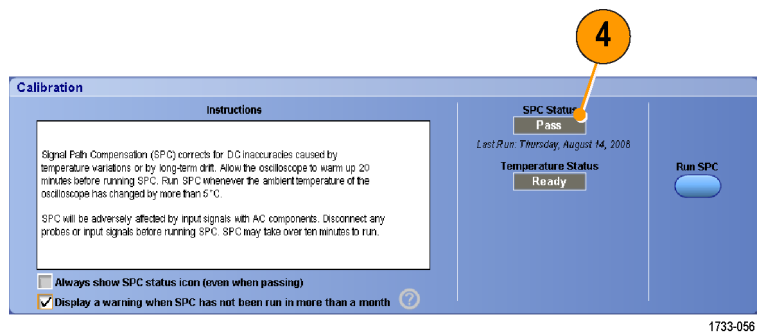 4
Calibration
Instructions
Signal Path Compensation (SPC) corrects for DC inaccuracies caused by
temperature variations or by long-term drift. Allow the oscilloscope to warm up 20
minutes before running SPC. Run SPC whenever the ambient temperature of the
oscilloscope has changed by more than 5°C.
SPC will be adversely affected by input signals with AC components. Disconnect any
probes or input signals before running SPC. SPC may take over ten minutes to run.
Always show SPC status icon (even when passing)
Display a warning when SPC has not been run in more than a month ?
SPC Status
Pass
Last Run: Thursday, August 14, 2008
Temperature Status
Ready
Run SPC
1733-056